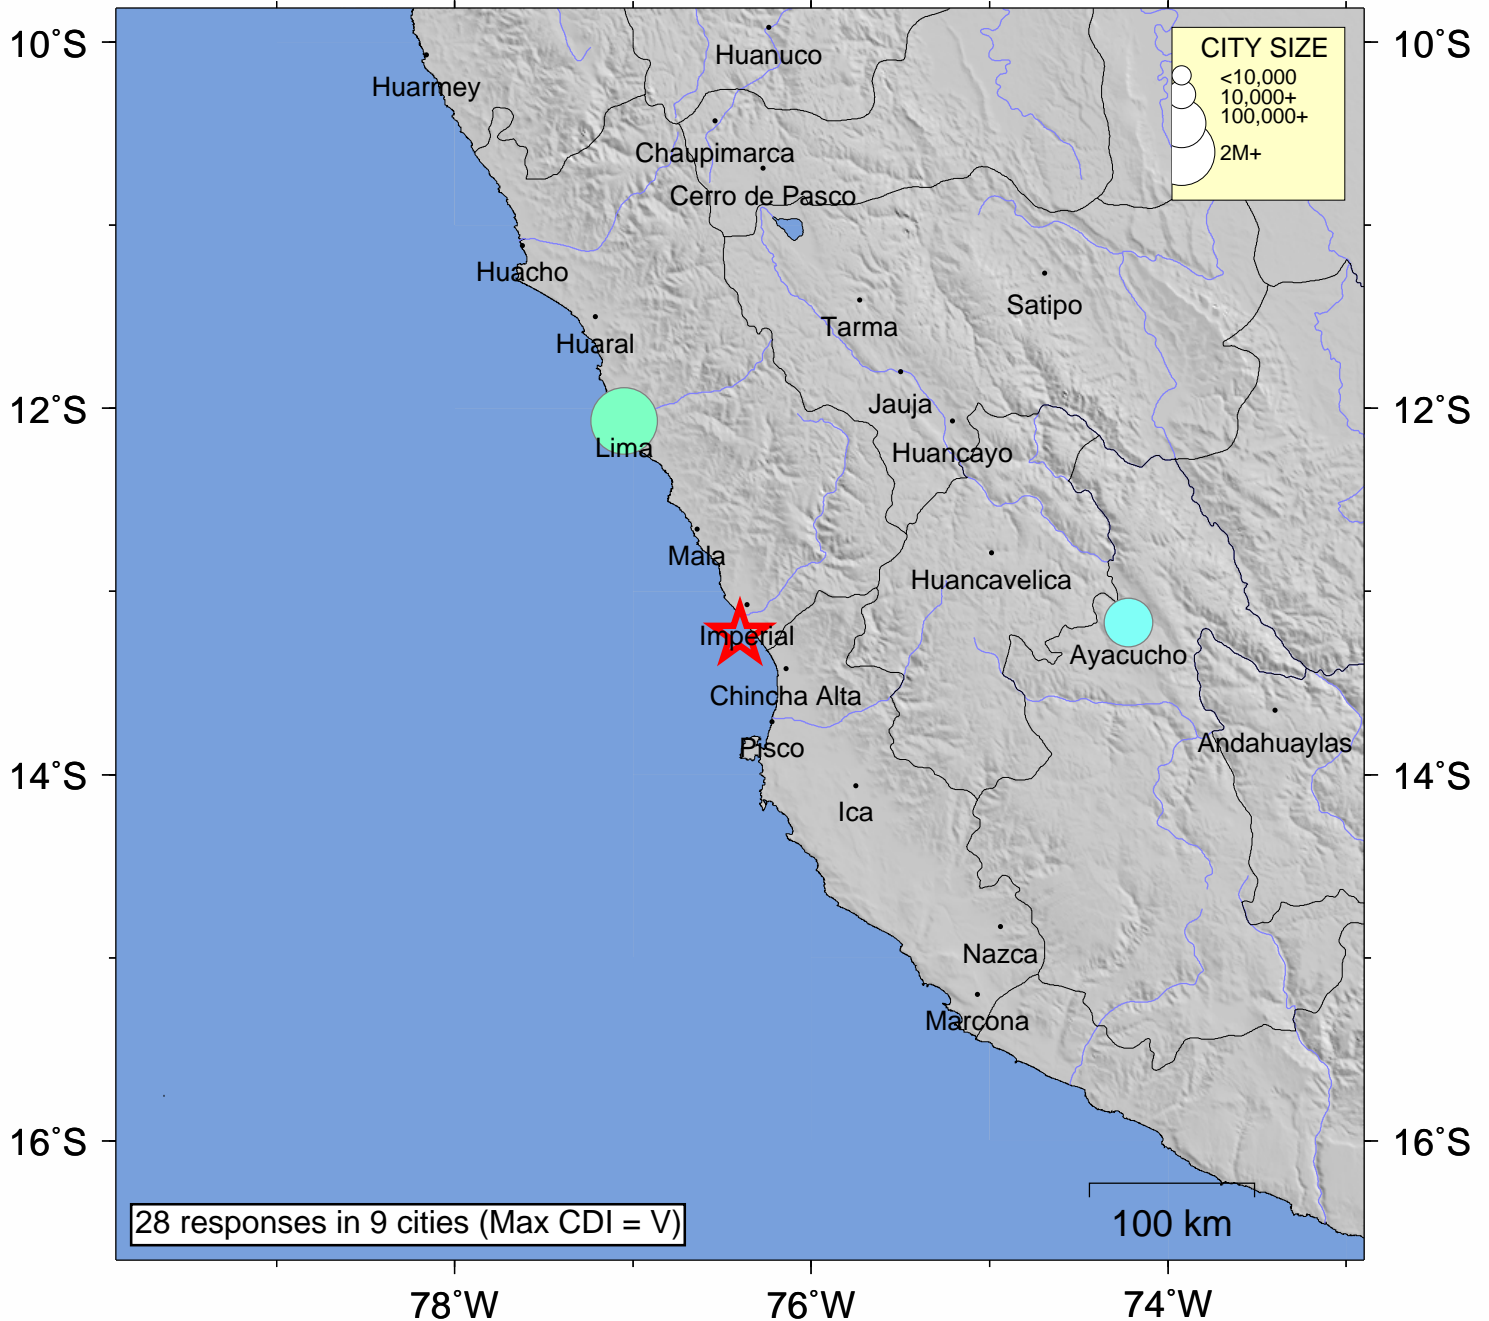 10˚S
10˚S
CITY SIZE
<10,000
10,000+
100,000+
2M+
Huanuco
Huarmey
Chaupimarca
Cerro de Pasco
Huacho
Satipo
Tarma
Huaral
12˚S
12˚S
Jauja
Lima
Huancayo
Mala
Huancavelica
Imperial
Ayacucho
Chincha Alta
Pisco
Andahuaylas
14˚S
14˚S
Ica
Nazca
Marcona
16˚S
16˚S
28 responses in 9 cities (Max CDI = V)
100 km
78˚W
76˚W
74˚W